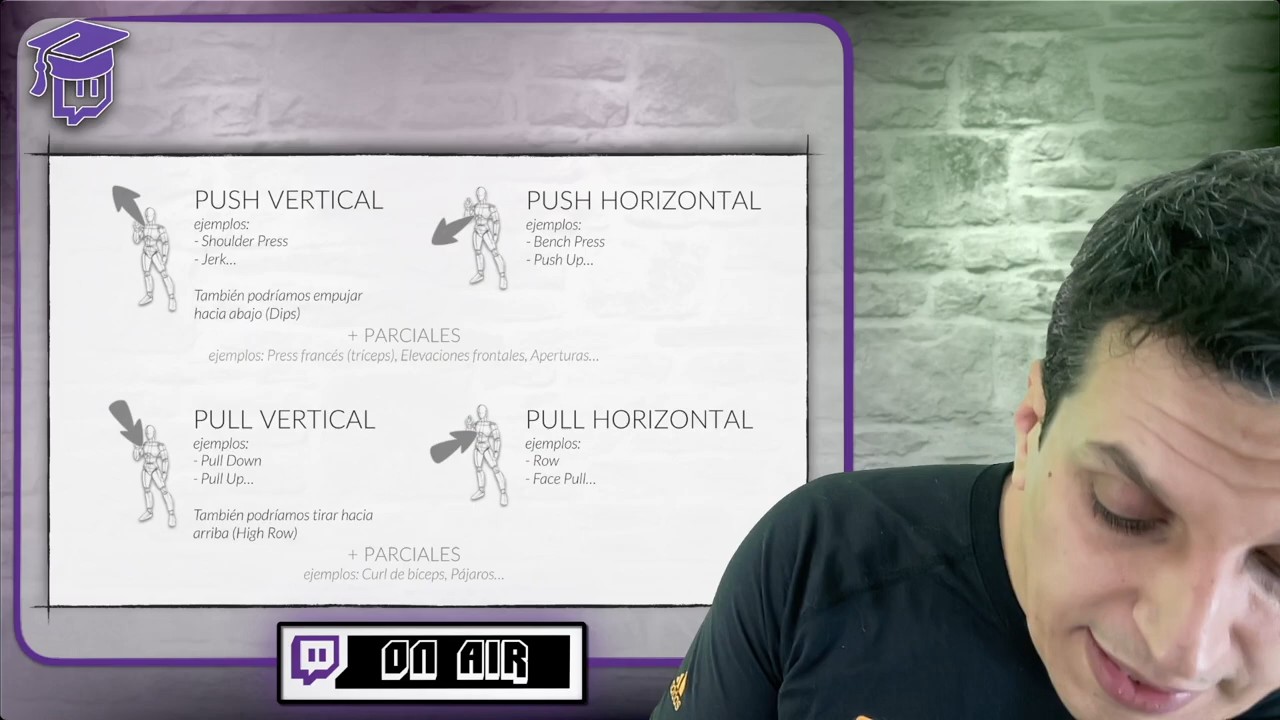 PUSH VERTICAL
ejemplos:
- Shoulder Press
- Jerk...
También podríamos empujar
hacia abajo (Dips)
PUSH HORIZONTAL
ejemplos:
- Bench Press
- Push Up...
+ PARCIALES
ejemplos: Press francés (tríceps), Elevaciones frontales, Aperturas...
PULL VERTICAL
ejemplos:
- Pull Down
- Pull Up...
También podríamos tirar hacia
arriba (High Row)
PULL HORIZONTAL
ejemplos:
- Row
- Face Pull...
+ PARCIALES
ejemplos: Curl de bíceps, Pájaros...
ON AIR
adidas